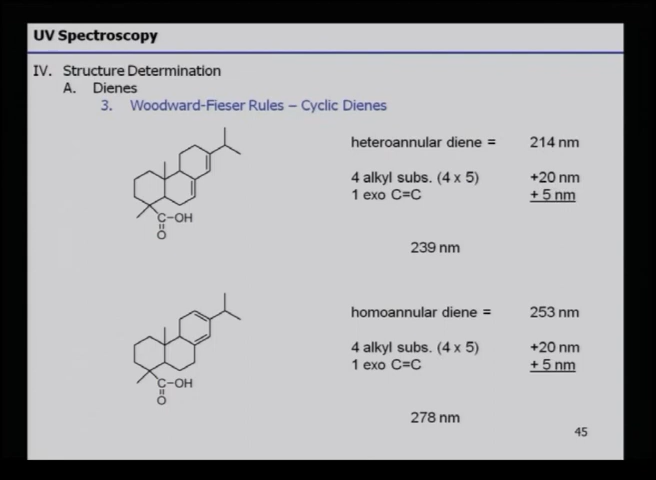 UV Spectroscopy
IV. Structure Determination
A. Dienes
3. Woodward-Fieser Rules – Cyclic Dienes
heteroannular diene = 214 nm
4 alkyl subs. (4 x 5) +20 nm
1 exo C=C + 5 nm
C-OH
O
239 nm
homoannular diene = 253 nm
4 alkyl subs. (4 x 5) +20 nm
1 exo C=C + 5 nm
C-OH
O
278 nm
45